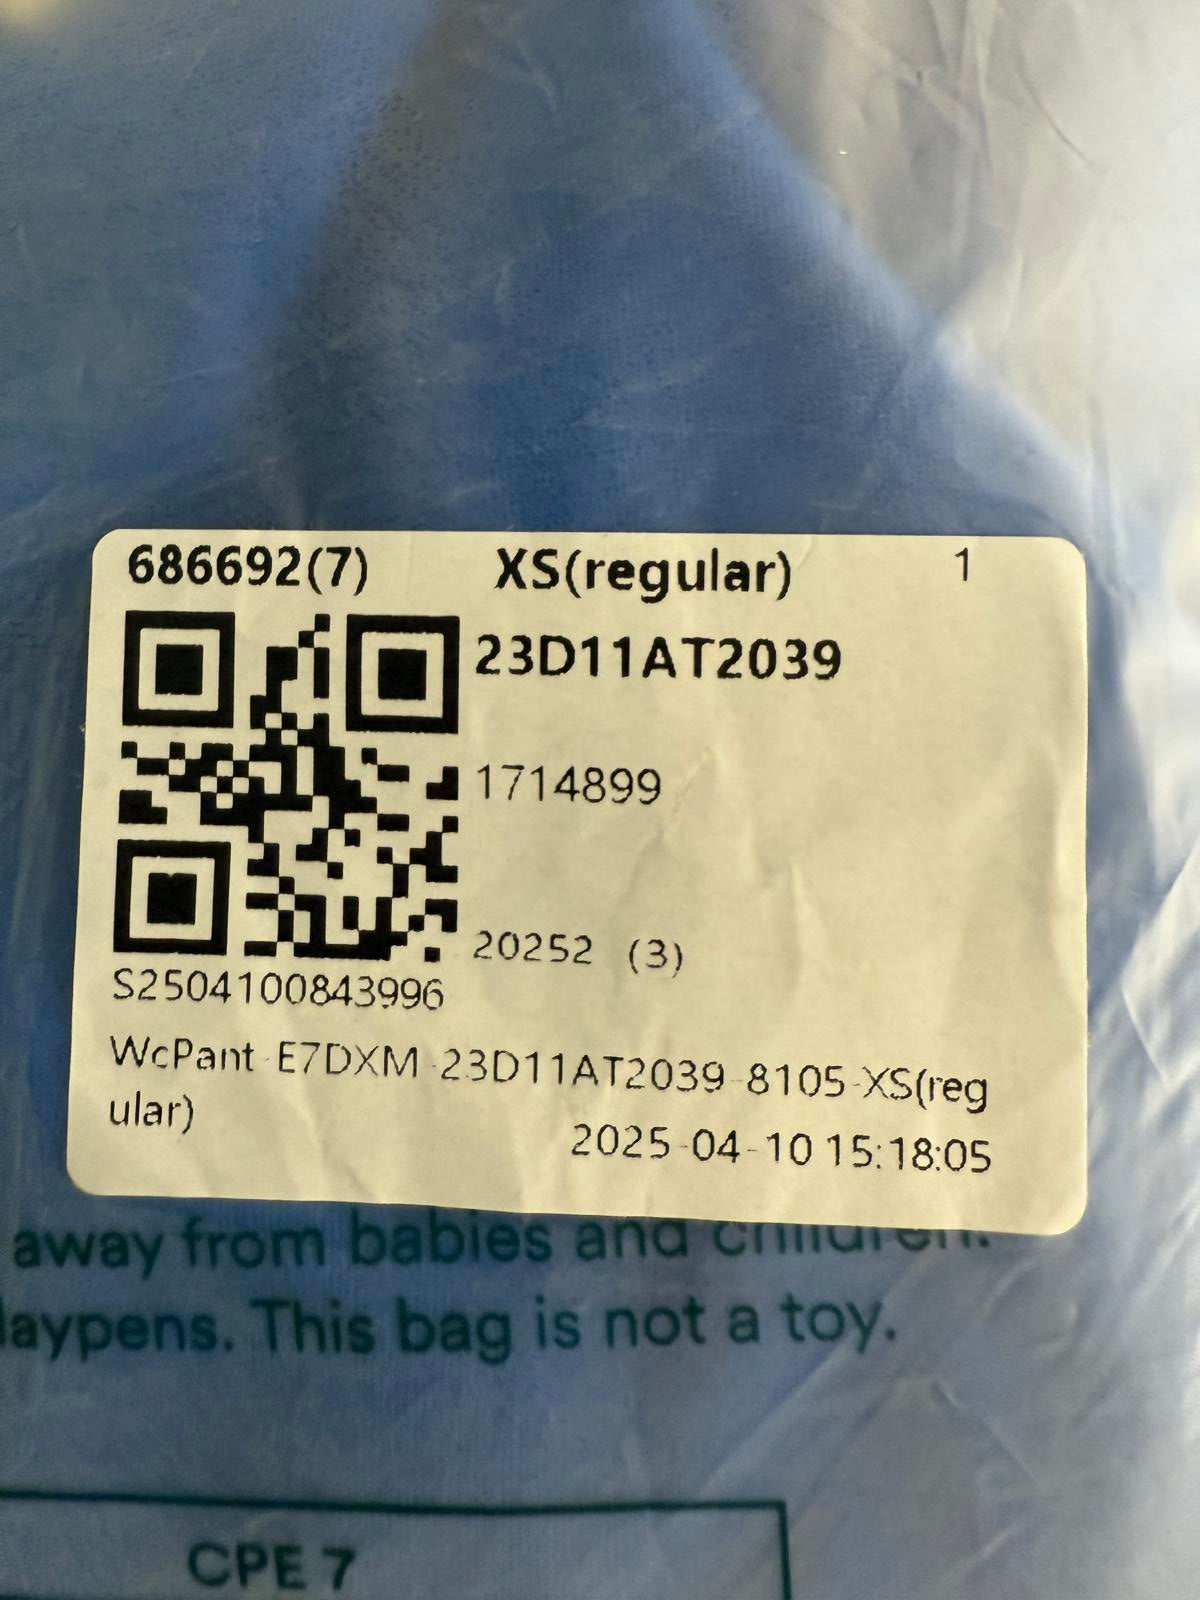 686692(7) XS(regular) 1
23D11AT2039
1714899
20252 (3)
S2504100843996
WcPant-E7DXM-23D11AT2039-8105-XS(reg
ular)
2025-04-10 15:18:05
away from babies and children.
laypens. This bag is not a toy.
CPE 7